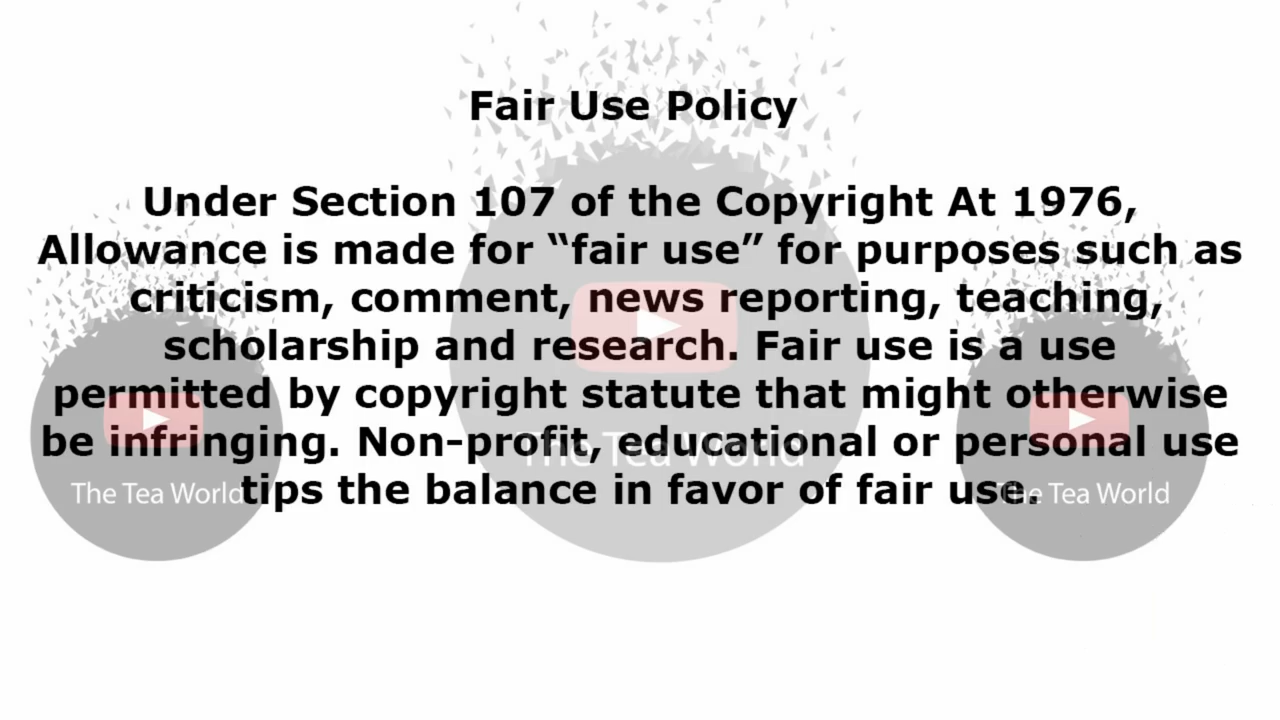 Fair Use Policy
Under Section 107 of the Copyright At 1976,
Allowance is made for “fair use” for purposes such as
criticism, comment, news reporting, teaching,
scholarship and research. Fair use is a use
permitted by copyright statute that might otherwise
be infringing. Non-profit, educational or personal use
tips the balance in favor of fair use.
The Tea World
The Tea World
The Tea World